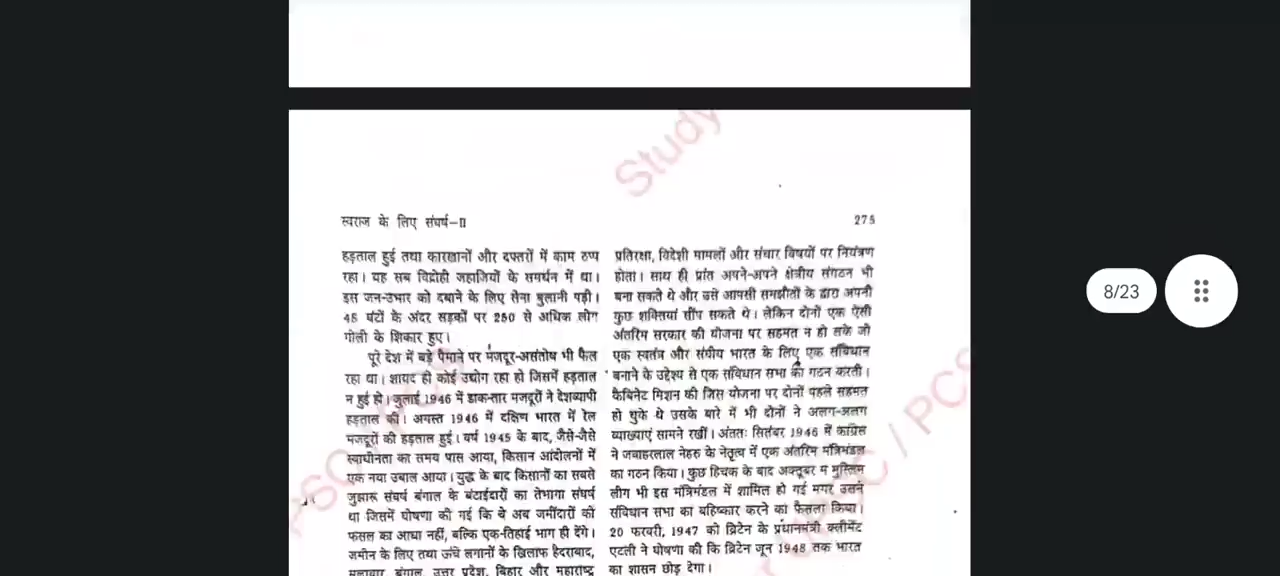 Study
स्वराज के लिए संघर्ष–II
275
हड़ताल हुई तथा कारखानों और दफ्तरों में काम ठप्प
रहा। यह सब विद्रोही जहाजियों के समर्थन में था।
इस जन-उभार को दबाने के लिए सेना बुलानी पड़ी।
48 घंटों के अंदर सड़कों पर 250 से अधिक लोग
गोली के शिकार हुए।
पूरे देश में बड़े पैमाने पर मजदूर-असंतोष भी फैल
रहा था। शायद ही कोई उद्योग रहा हो जिसमें हड़ताल
न हुई हो। जुलाई 1946 में डाक-तार मजदूरों ने देशव्यापी
हड़ताल की। अगस्त 1946 में दक्षिण भारत में रेल
मजदूरों की हड़ताल हुई। वर्ष 1945 के बाद, जैसे-जैसे
स्वाधीनता का समय पास आया, किसान आंदोलनों में
एक नया उबाल आया। युद्ध के बाद किसानों का सबसे
जुझारू संघर्ष बंगाल के बंटाईदारों का तेभागा संघर्ष
था जिसमें घोषणा की गई कि वे अब जमींदारों को
फसल का आधा नहीं, बल्कि एक-तिहाई भाग ही देंगे।
जमीन के लिए तथा ऊंचे लगानों के खिलाफ हैदराबाद,
मलाबार, बंगाल, उत्तर प्रदेश, बिहार और महाराष्ट्र
प्रतिरक्षा, विदेशी मामलों और संचार विषयों पर नियंत्रण
होता। साथ ही प्रांत अपने-अपने क्षेत्रीय संगठन भी
बना सकते थे और उसे आपसी समझौतों के द्वारा अपनी
कुछ शक्तियां सौंप सकते थे। लेकिन दोनों एक ऐसी
अंतरिम सरकार की योजना पर सहमत न हो सके जो
एक स्वतंत्र और संघीय भारत के लिए एक संविधान
बनाने के उद्देश्य से एक संविधान सभा का गठन करती।
कैबिनेट मिशन की जिस योजना पर दोनों पहले सहमत
हो चुके थे उसके बारे में भी दोनों ने अलग-अलग
व्याख्याएं सामने रखीं। अंततः सितंबर 1946 में कांग्रेस
ने जवाहरलाल नेहरु के नेतृत्व में एक अंतरिम मंत्रिमंडल
का गठन किया। कुछ हिचक के बाद अक्टूबर म मुस्लिम
लीग भी इस मंत्रिमंडल में शामिल हो गई मगर उसने
संविधान सभा का बहिष्कार करने का फैसला किया।
20 फरवरी, 1947 को ब्रिटेन के प्रधानमंत्री क्लीमेंट
एटली ने घोषणा की कि ब्रिटेन जून 1948 तक भारत
का शासन छोड़ देगा।
8/23